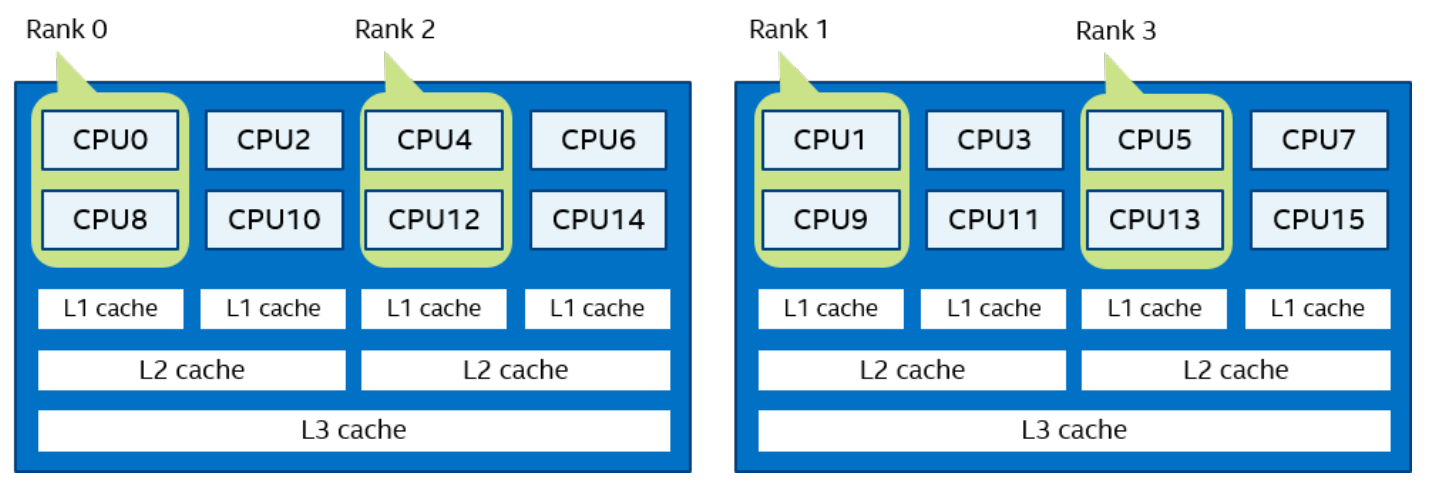 Rank 0
Rank 2
Rank 1
Rank 3
CPU0 CPU2 CPU4 CPU6
CPU8 CPU10 CPU12 CPU14
L1 cache L1 cache L1 cache L1 cache
L2 cache L2 cache
L3 cache
CPU1 CPU3 CPU5 CPU7
CPU9 CPU11 CPU13 CPU15
L1 cache L1 cache L1 cache L1 cache
L2 cache L2 cache
L3 cache